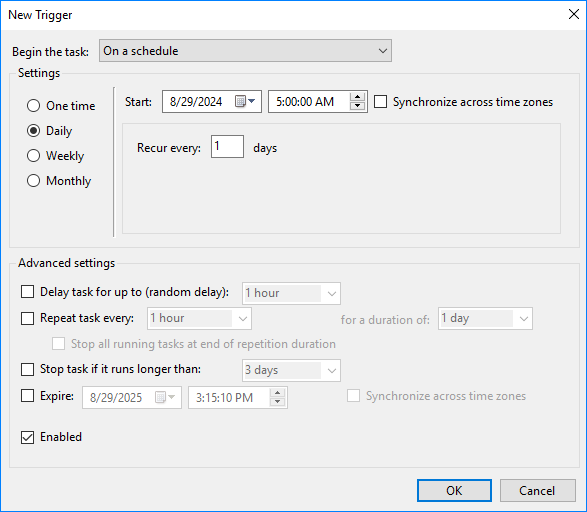 New Trigger
Begin the task: On a schedule
Settings
One time
Daily
Weekly
Monthly
Start: 8/29/2024 5:00:00 AM Synchronize across time zones
Recur every: 1 days
Advanced settings
Delay task for up to (random delay): 1 hour
Repeat task every: 1 hour for a duration of: 1 day
Stop all running tasks at end of repetition duration
Stop task if it runs longer than: 3 days
Expire: 8/29/2025 3:15:10 PM Synchronize across time zones
Enabled
OK Cancel